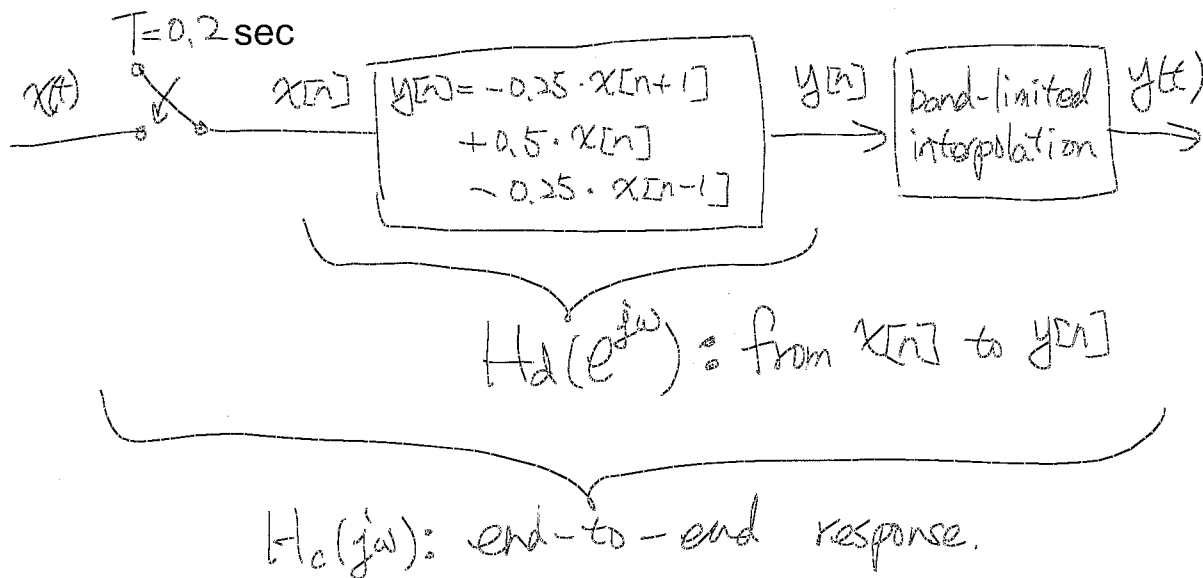 T=0.2 sec
x(t)
x[n]
y[n]= -0.25·x[n+1]
+0.5·x[n]
-0.25·x[n-1]
y[n]
band-limited
interpolation
y(t)
Hd(e^jω): from x[n] to y[n]
Hc(jω): end-to-end response.